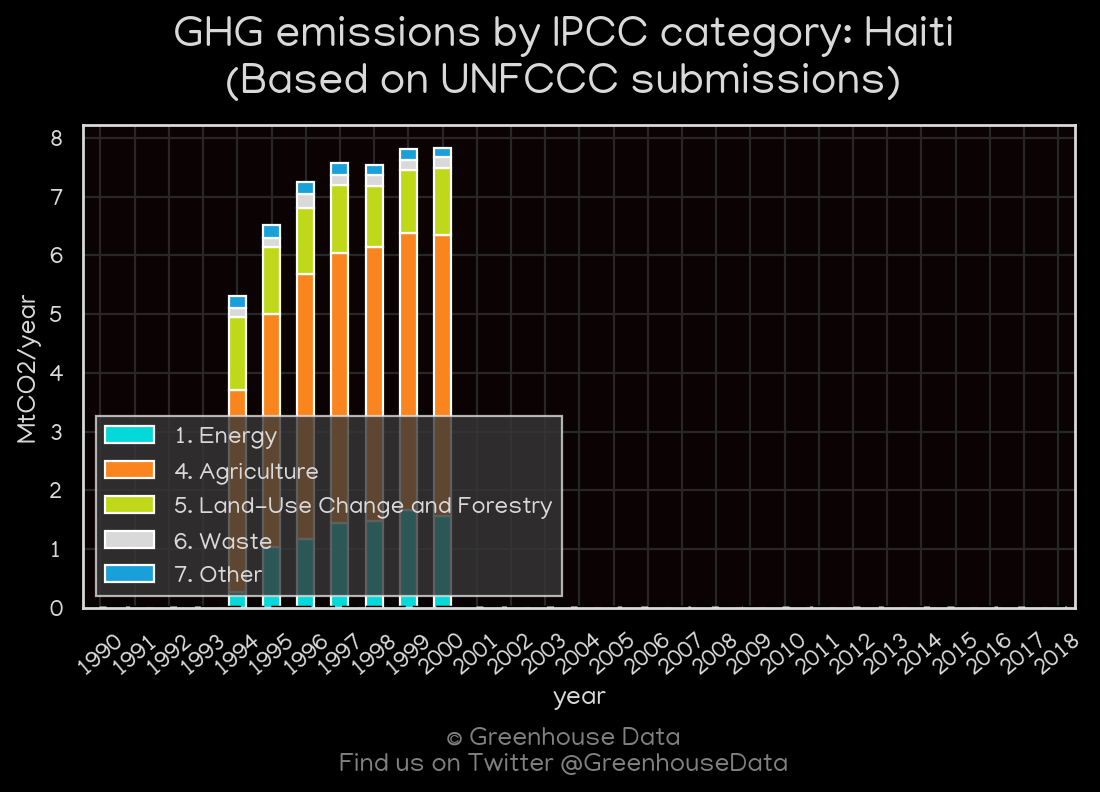 GHG emissions by IPCC category: Haiti
(Based on UNFCCC submissions)
8
7
6
5
4
3
2
1
0
MtCO2/year
1. Energy
4. Agriculture
5. Land-Use Change and Forestry
6. Waste
7. Other
1990 1991 1992 1993 1994 1995 1996 1997 1998 1999 2000 2001 2002 2003 2004 2005 2006 2007 2008 2009 2010 2011 2012 2013 2014 2015 2016 2017 2018
year
© Greenhouse Data
Find us on Twitter @GreenhouseData